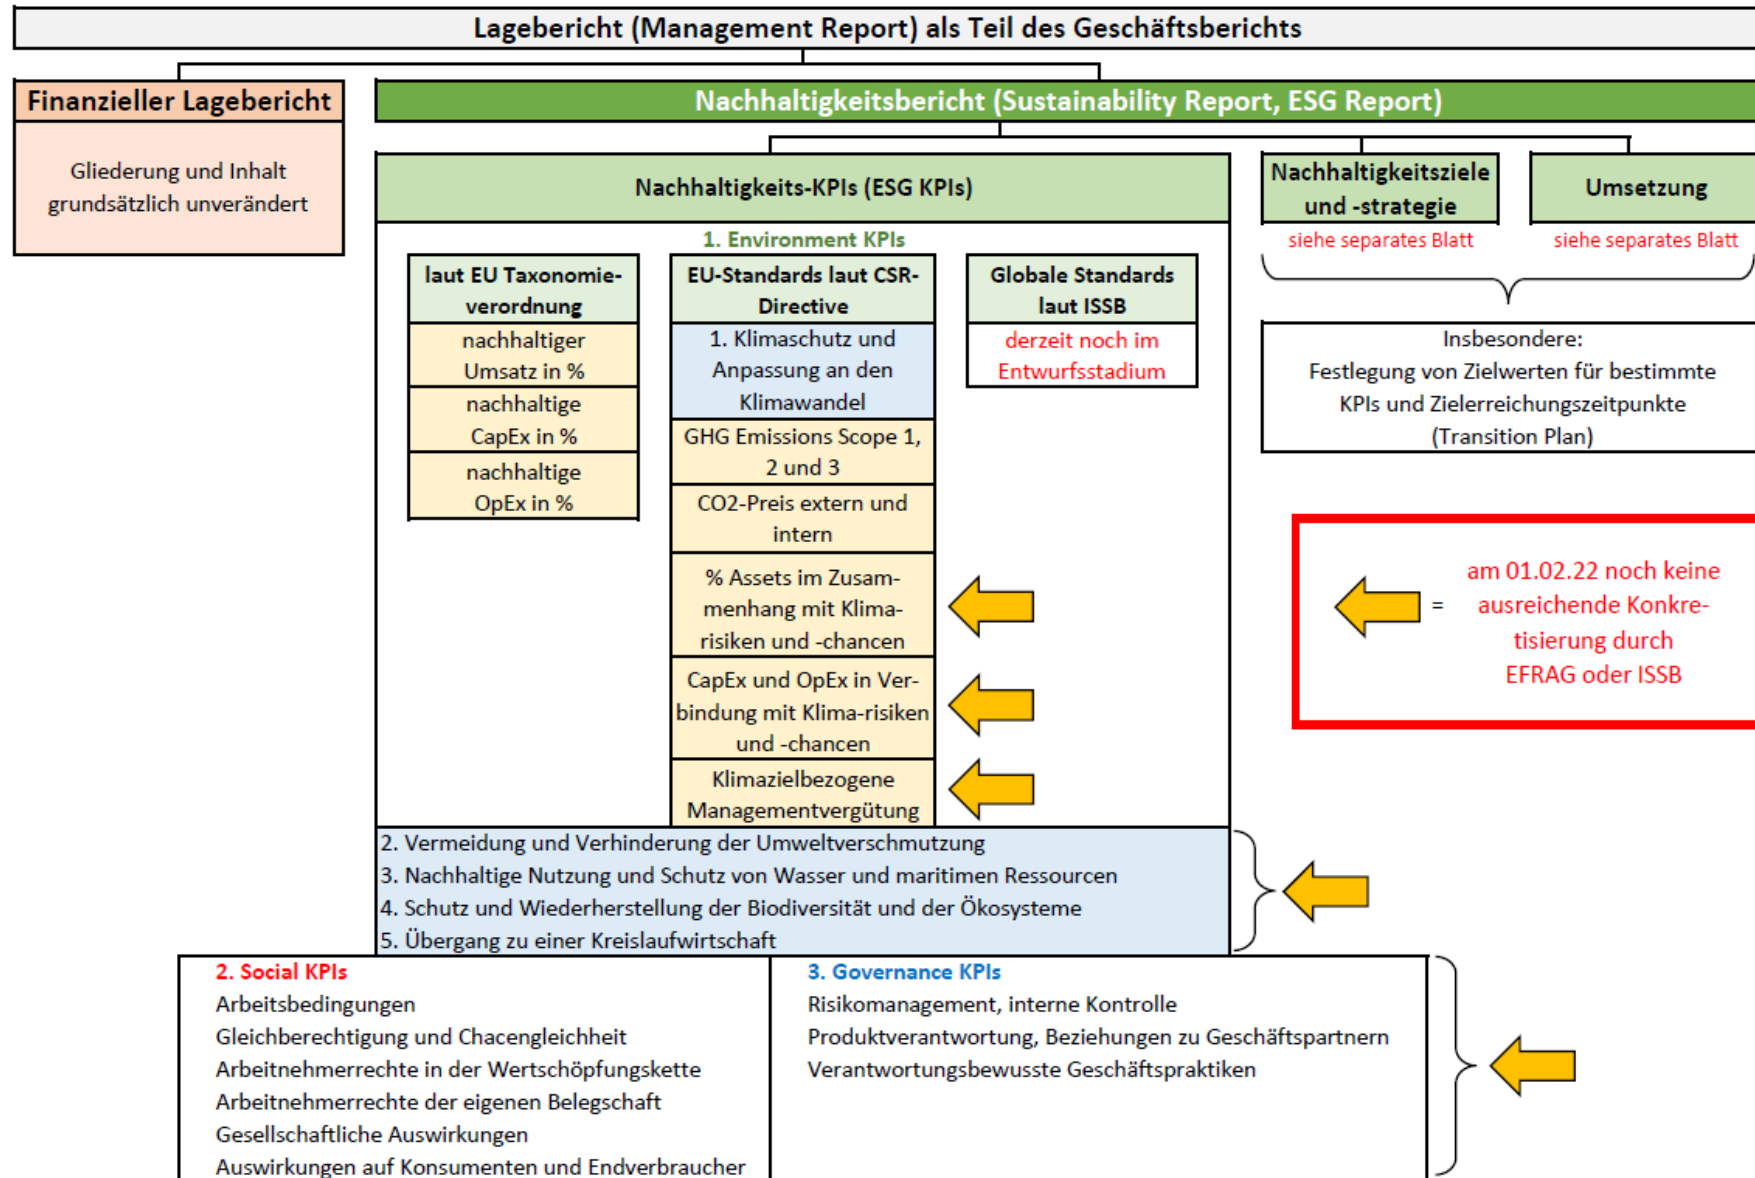 Lagebericht (Management Report) als Teil des Geschäftsberichts
Finanzieller Lagebericht
Gliederung und Inhalt
grundsätzlich unverändert
Nachhaltigkeitsbericht (Sustainability Report, ESG Report)
Nachhaltigkeits-KPIs (ESG KPIs)
Nachhaltigkeitsziele
und -strategie
siehe separates Blatt
Umsetzung
siehe separates Blatt
1. Environment KPIs
laut EU Taxonomie-
verordnung
nachhaltiger
Umsatz in %
nachhaltige
CapEx in %
nachhaltige
OpEx in %
EU-Standards laut CSR-
Directive
1. Klimaschutz und
Anpassung an den
Klimawandel
GHG Emissions Scope 1,
2 und 3
CO2-Preis extern und
intern
% Assets im Zusam-
menhang mit Klima-
risiken und -chancen
CapEx und OpEx in Ver-
bindung mit Klima-risiken
und -chancen
Klimazielbezogene
Managementvergütung
Globale Standards
laut ISSB
derzeit noch im
Entwurfsstadium
Insbesondere:
Festlegung von Zielwerten für bestimmte
KPIs und Zielerreichungszeitpunkte
(Transition Plan)
=
am 01.02.22 noch keine
ausreichende Konkre-
tisierung durch
EFRAG oder ISSB
2. Vermeidung und Verhinderung der Umweltverschmutzung
3. Nachhaltige Nutzung und Schutz von Wasser und maritimen Ressourcen
4. Schutz und Wiederherstellung der Biodiversität und der Ökosysteme
5. Übergang zu einer Kreislaufwirtschaft
2. Social KPIs
Arbeitsbedingungen
Gleichberechtigung und Chacengleichheit
Arbeitnehmerrechte in der Wertschöpfungskette
Arbeitnehmerrechte der eigenen Belegschaft
Gesellschaftliche Auswirkungen
Auswirkungen auf Konsumenten und Endverbraucher
3. Governance KPIs
Risikomanagement, interne Kontrolle
Produktverantwortung, Beziehungen zu Geschäftspartnern
Verantwortungsbewusste Geschäftspraktiken